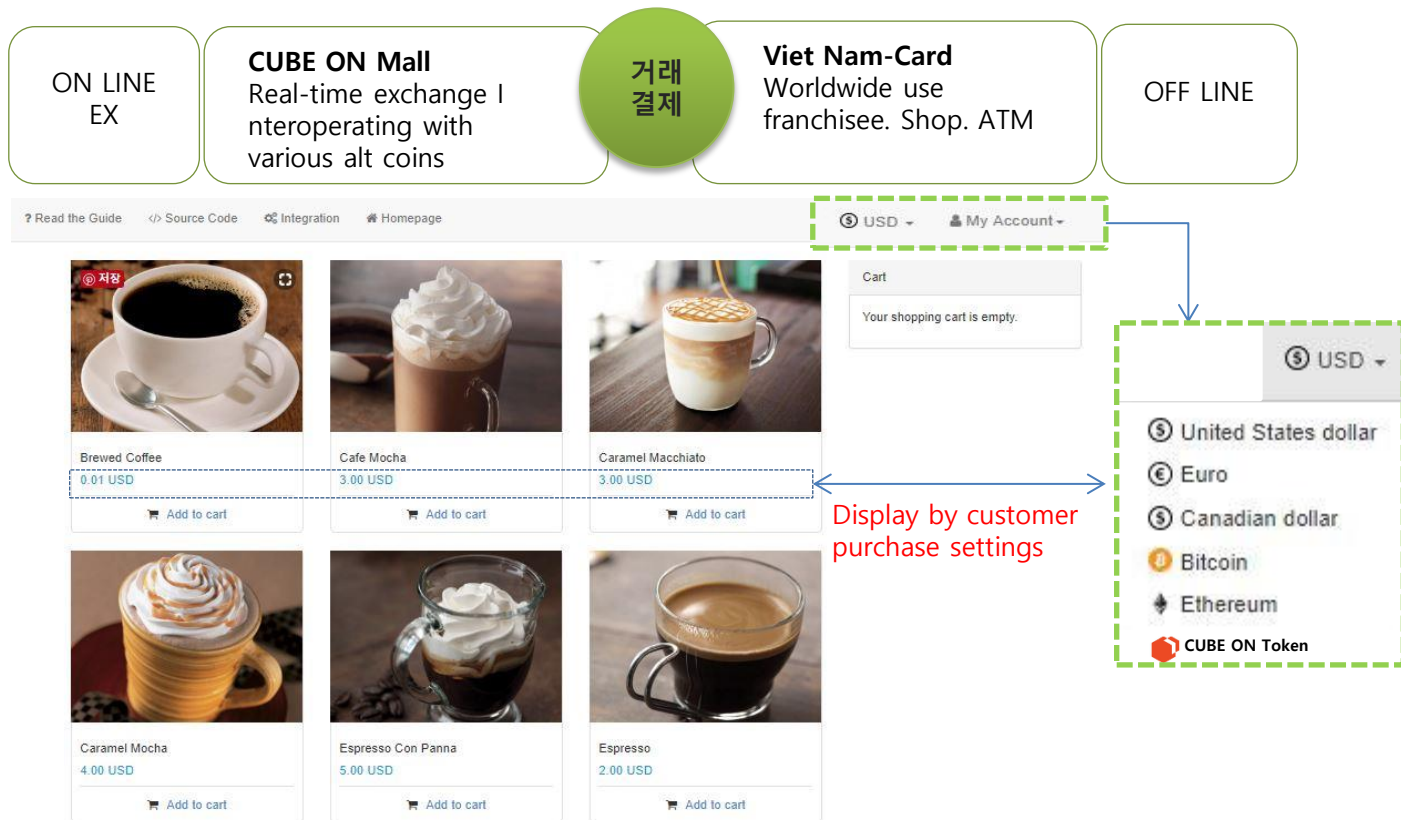 ON LINE
EX
CUBE ON Mall
Real-time exchange I
nteroperating with
various alt coins
거래
결제
Viet Nam-Card
Worldwide use
franchisee. Shop. ATM
OFF LINE
? Read the Guide </> Source Code Integration Homepage
USD My Account
저장
Brewed Coffee
0.01 USD
Add to cart
Cafe Mocha
3.00 USD
Add to cart
Caramel Macchiato
3.00 USD
Add to cart
Cart
Your shopping cart is empty.
USD
United States dollar
Euro
Canadian dollar
Bitcoin
Ethereum
CUBE ON Token
Display by customer
purchase settings
Caramel Mocha
4.00 USD
Add to cart
Espresso Con Panna
5.00 USD
Add to cart
Espresso
2.00 USD
Add to cart